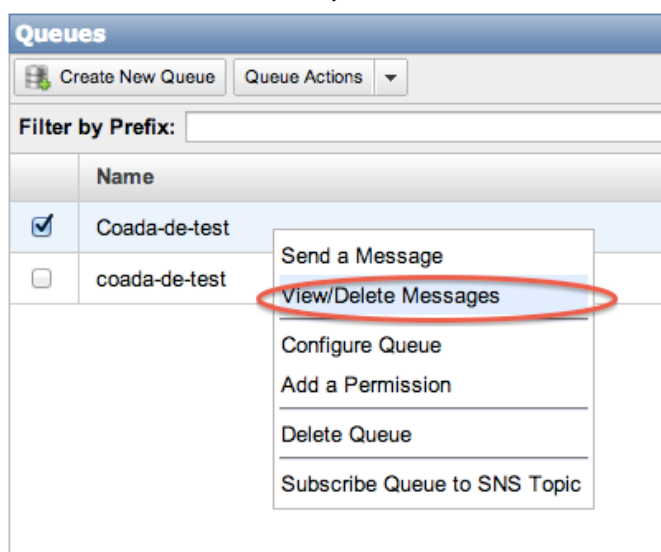 Queues
Create New Queue Queue Actions
Filter by Prefix:
Name
Coada-de-test
coada-de-test
Send a Message
View/Delete Messages
Configure Queue
Add a Permission
Delete Queue
Subscribe Queue to SNS Topic